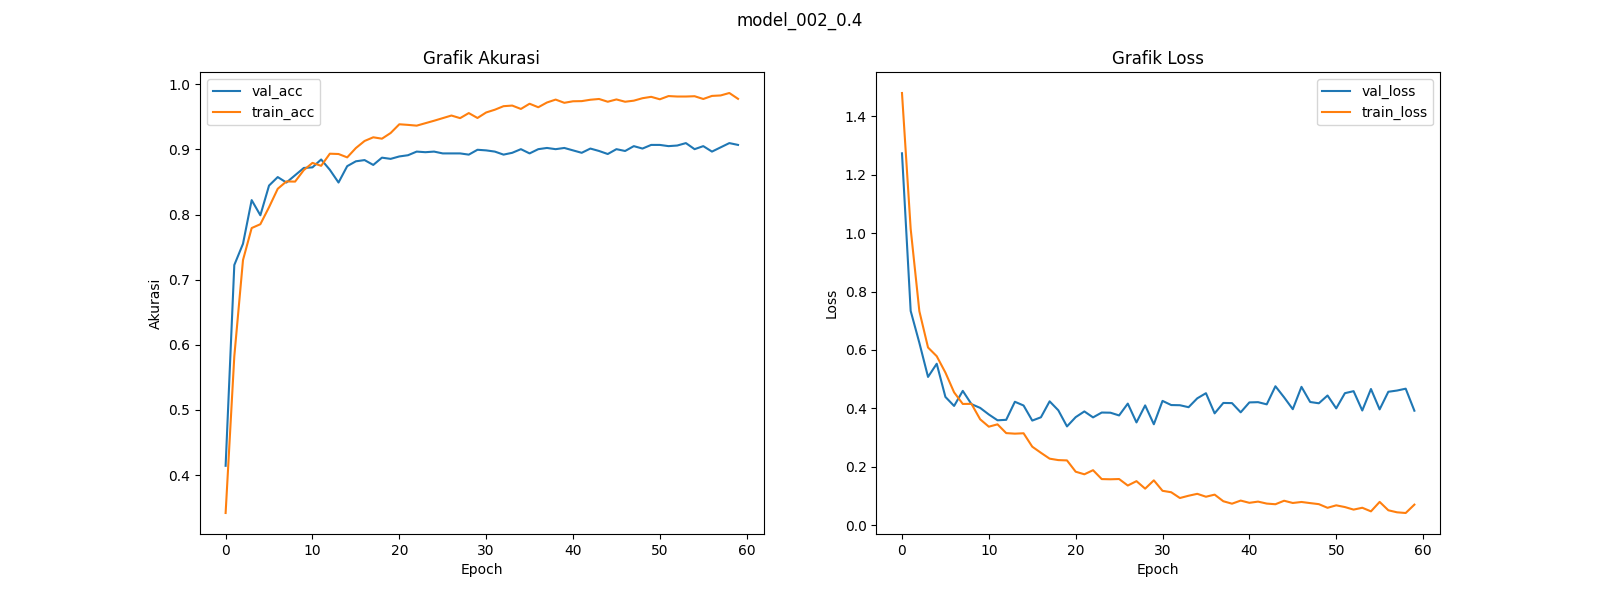 model_002_0.4
Grafik Akurasi
1.0
0.9
0.8
0.7
0.6
0.5
0.4
Akurasi
val_acc
train_acc
0 10 20 30 40 50 60
Epoch
Grafik Loss
1.4
1.2
1.0
0.8
0.6
0.4
0.2
0.0
Loss
val_loss
train_loss
0 10 20 30 40 50 60
Epoch